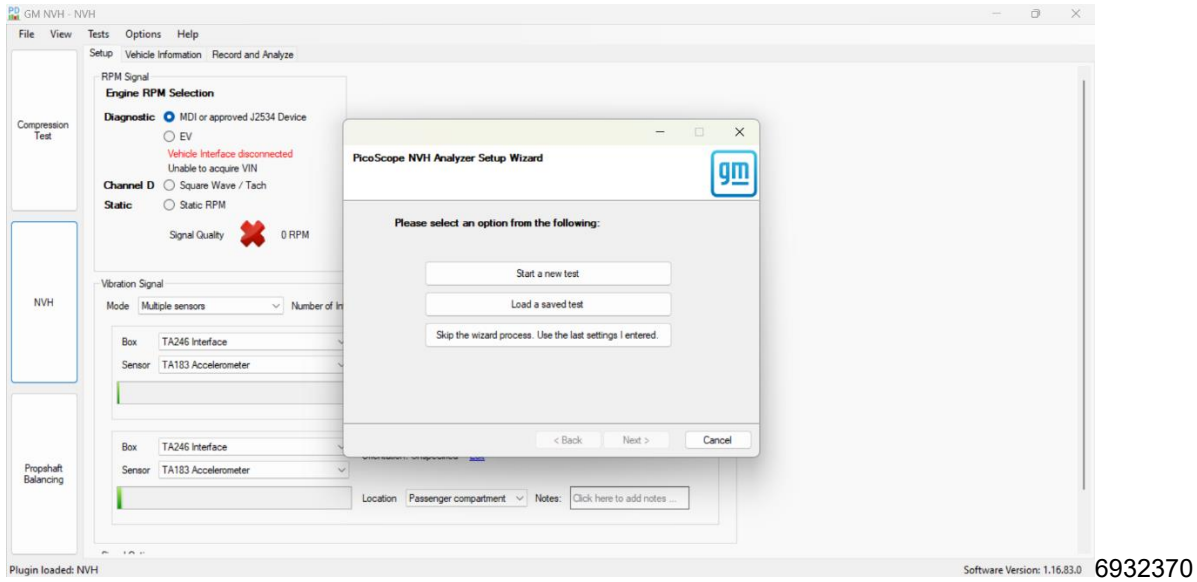 GM NVH - NVH
File View Tests Options Help
Setup Vehicle Information Record and Analyze
Compression
Test
NVH
Propshaft
Balancing
RPM Signal
Engine RPM Selection
Diagnostic MDI or approved J2534 Device
EV
Vehicle Interface disconnected
Unable to acquire VIN
Channel D Square Wave / Tach
Static Static RPM
Signal Quality 0 RPM
Vibration Signal
Mode Multiple sensors Number of In
Box TA246 Interface
Sensor TA183 Accelerometer
Box TA246 Interface
Sensor TA183 Accelerometer
Location Passenger compartment Notes: Click here to add notes ...
PicoScope NVH Analyzer Setup Wizard
gm
Please select an option from the following:
Start a new test
Load a saved test
Skip the wizard process. Use the last settings I entered.
< Back Next > Cancel
Plugin loaded: NVH
Software Version: 1.16.83.0
6932370